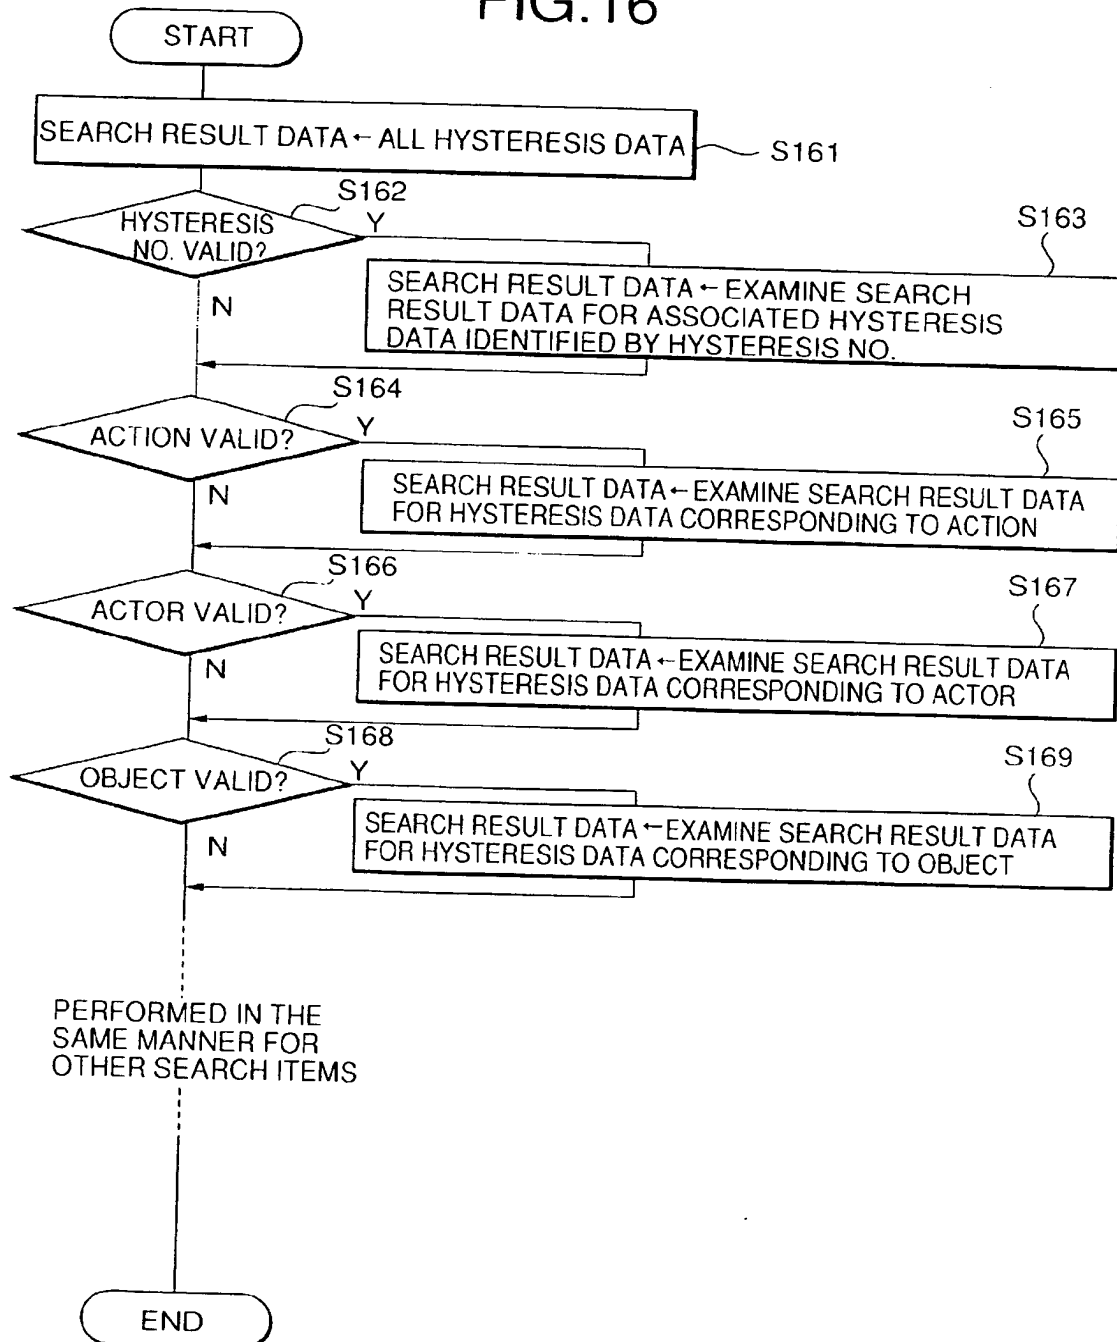 FIG.16
START
SEARCH RESULT DATA ← ALL HYSTERESIS DATA
S161
S162
HYSTERESIS
NO. VALID?
Y
N
S163
SEARCH RESULT DATA ← EXAMINE SEARCH
RESULT DATA FOR ASSOCIATED HYSTERESIS
DATA IDENTIFIED BY HYSTERESIS NO.
S164
ACTION VALID?
Y
N
S165
SEARCH RESULT DATA ← EXAMINE SEARCH RESULT DATA
FOR HYSTERESIS DATA CORRESPONDING TO ACTION
S166
ACTOR VALID?
Y
N
S167
SEARCH RESULT DATA ← EXAMINE SEARCH RESULT DATA
FOR HYSTERESIS DATA CORRESPONDING TO ACTOR
S168
OBJECT VALID?
Y
N
S169
SEARCH RESULT DATA ← EXAMINE SEARCH RESULT DATA
FOR HYSTERESIS DATA CORRESPONDING TO OBJECT
PERFORMED IN THE
SAME MANNER FOR
OTHER SEARCH ITEMS
END